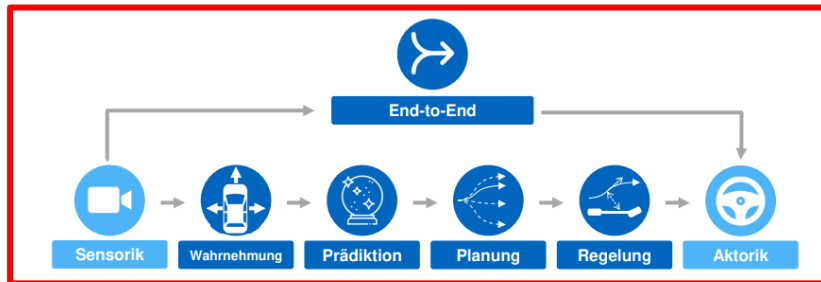 End-to-End
Sensorik
Wahrnehmung
Prädiktion
Planung
Regelung
Aktorik